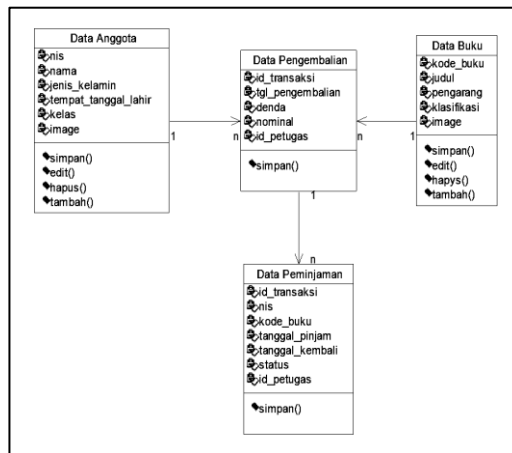 Data Anggota
nis
nama
jenis_kelamin
tempat_tanggal_lahir
kelas
image
simpan()
edit()
hapus()
tambah()
1
n
Data Pengembalian
id_transaksi
tgl_pengembalian
denda
nominal
id_petugas
simpan()
1
n
Data Buku
kode_buku
judul
pengarang
klasifikasi
image
simpan()
edit()
hapys()
tambah()
1
n
Data Peminjaman
id_transaksi
nis
kode_buku
tanggal_pinjam
tanggal_kembali
status
id_petugas
simpan()